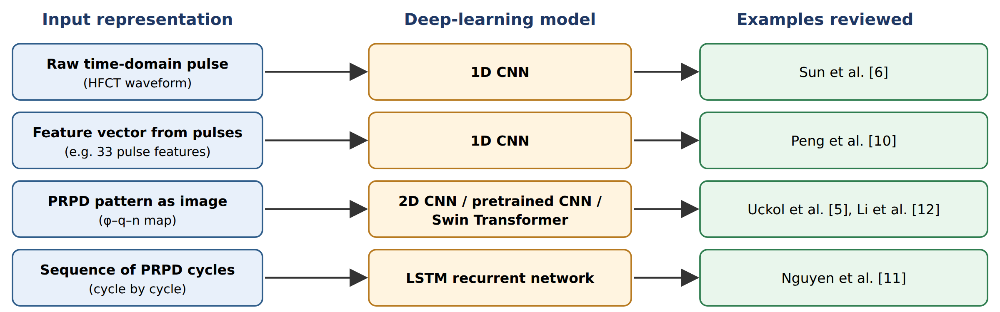 Input representation
Deep-learning model
Examples reviewed
Raw time-domain pulse
(HFCT waveform)
1D CNN
Sun et al. [6]
Feature vector from pulses
(e.g. 33 pulse features)
1D CNN
Peng et al. [10]
PRPD pattern as image
(φ–q–n map)
2D CNN / pretrained CNN /
Swin Transformer
Uckol et al. [5], Li et al. [12]
Sequence of PRPD cycles
(cycle by cycle)
LSTM recurrent network
Nguyen et al. [11]